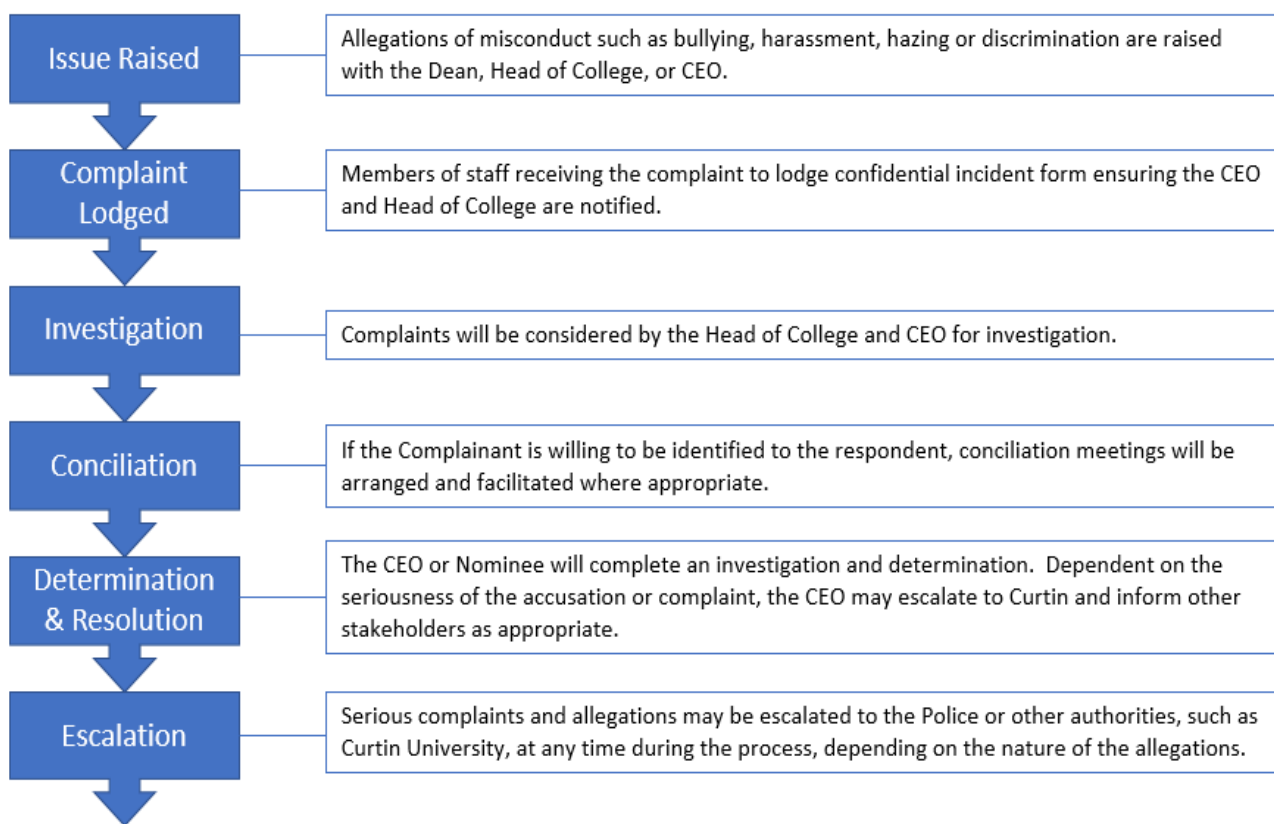 Issue Raised
Allegations of misconduct such as bullying, harassment, hazing or discrimination are raised
with the Dean, Head of College, or CEO.
Complaint
Lodged
Members of staff receiving the complaint to lodge confidential incident form ensuring the CEO
and Head of College are notified.
Investigation
Complaints will be considered by the Head of College and CEO for investigation.
Conciliation
If the Complainant is willing to be identified to the respondent, conciliation meetings will be
arranged and facilitated where appropriate.
Determination
& Resolution
The CEO or Nominee will complete an investigation and determination.  Dependent on the
seriousness of the accusation or complaint, the CEO may escalate to Curtin and inform other
stakeholders as appropriate.
Escalation
Serious complaints and allegations may be escalated to the Police or other authorities, such as
Curtin University, at any time during the process, depending on the nature of the allegations.